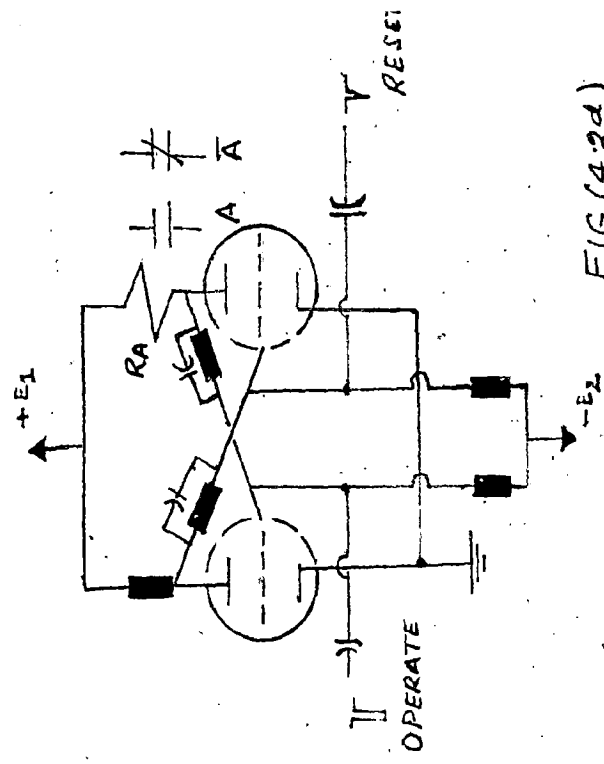 +E1
RA
A
A̅
OPERATE
RESET
-E2
FIG (4.2d)